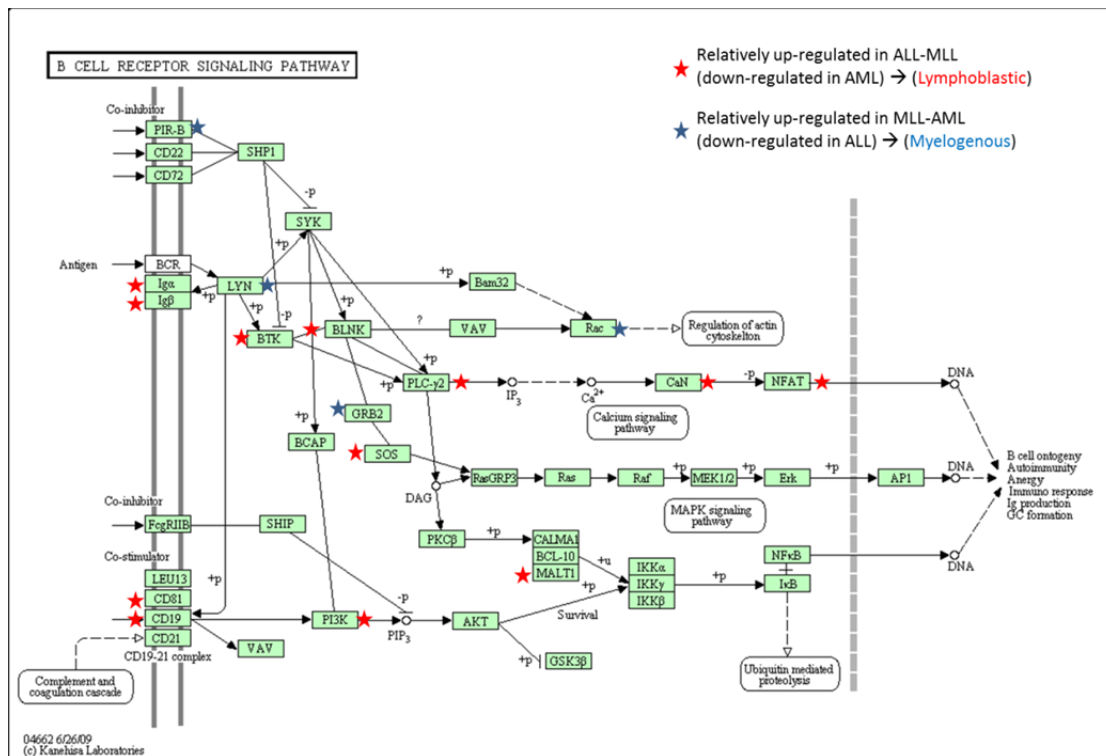 B CELL RECEPTOR SIGNALING PATHWAY
Relatively up-regulated in ALL-MLL
(down-regulated in AML) → (Lymphoblastic)
Relatively up-regulated in MLL-AML
(down-regulated in ALL) → (Myelogenous)
Co-inhibitor
PIR-B
CD22
SHP1
CD72
-p
SYK
+p
Antigen
BCR
Igα
LYN
+p
Bam32
Igβ
+p
+p
-p
+p
BTK
BLNK
?
VAV
Rac
Regulation of actin
cytoskelton
+p
+p
PLC-γ2
IP3
Ca2+
CaN
-p
NFAT
DNA
Calcium signaling
pathway
GRB2
+p
BCAP
SOS
DAG
RasGRP3
Ras
Raf
+p
MEK1/2
+p
Erk
+p
AP1
DNA
MAPK signaling
pathway
B cell ontogeny
Autoimmunity
Anergy
Immuno response
Ig production
GC formation
Co-inhibitor
FcgRIIB
SHIP
PKCβ
+p
CALMA1
BCL-10
MALT1
+u
+p
IKKα
IKKγ
IKKβ
+p
NFκB
IκB
DNA
Co-stimulator
LEU13
+p
CD81
CD19
PI3K
-p
PIP3
AKT
Survival
CD21
CD19-21 complex
VAV
+p
GSK3β
Complement and
coagulation cascade
Ubiquitin mediated
proteolysis
04662 6/26/09
(c) Kanehisa Laboratories